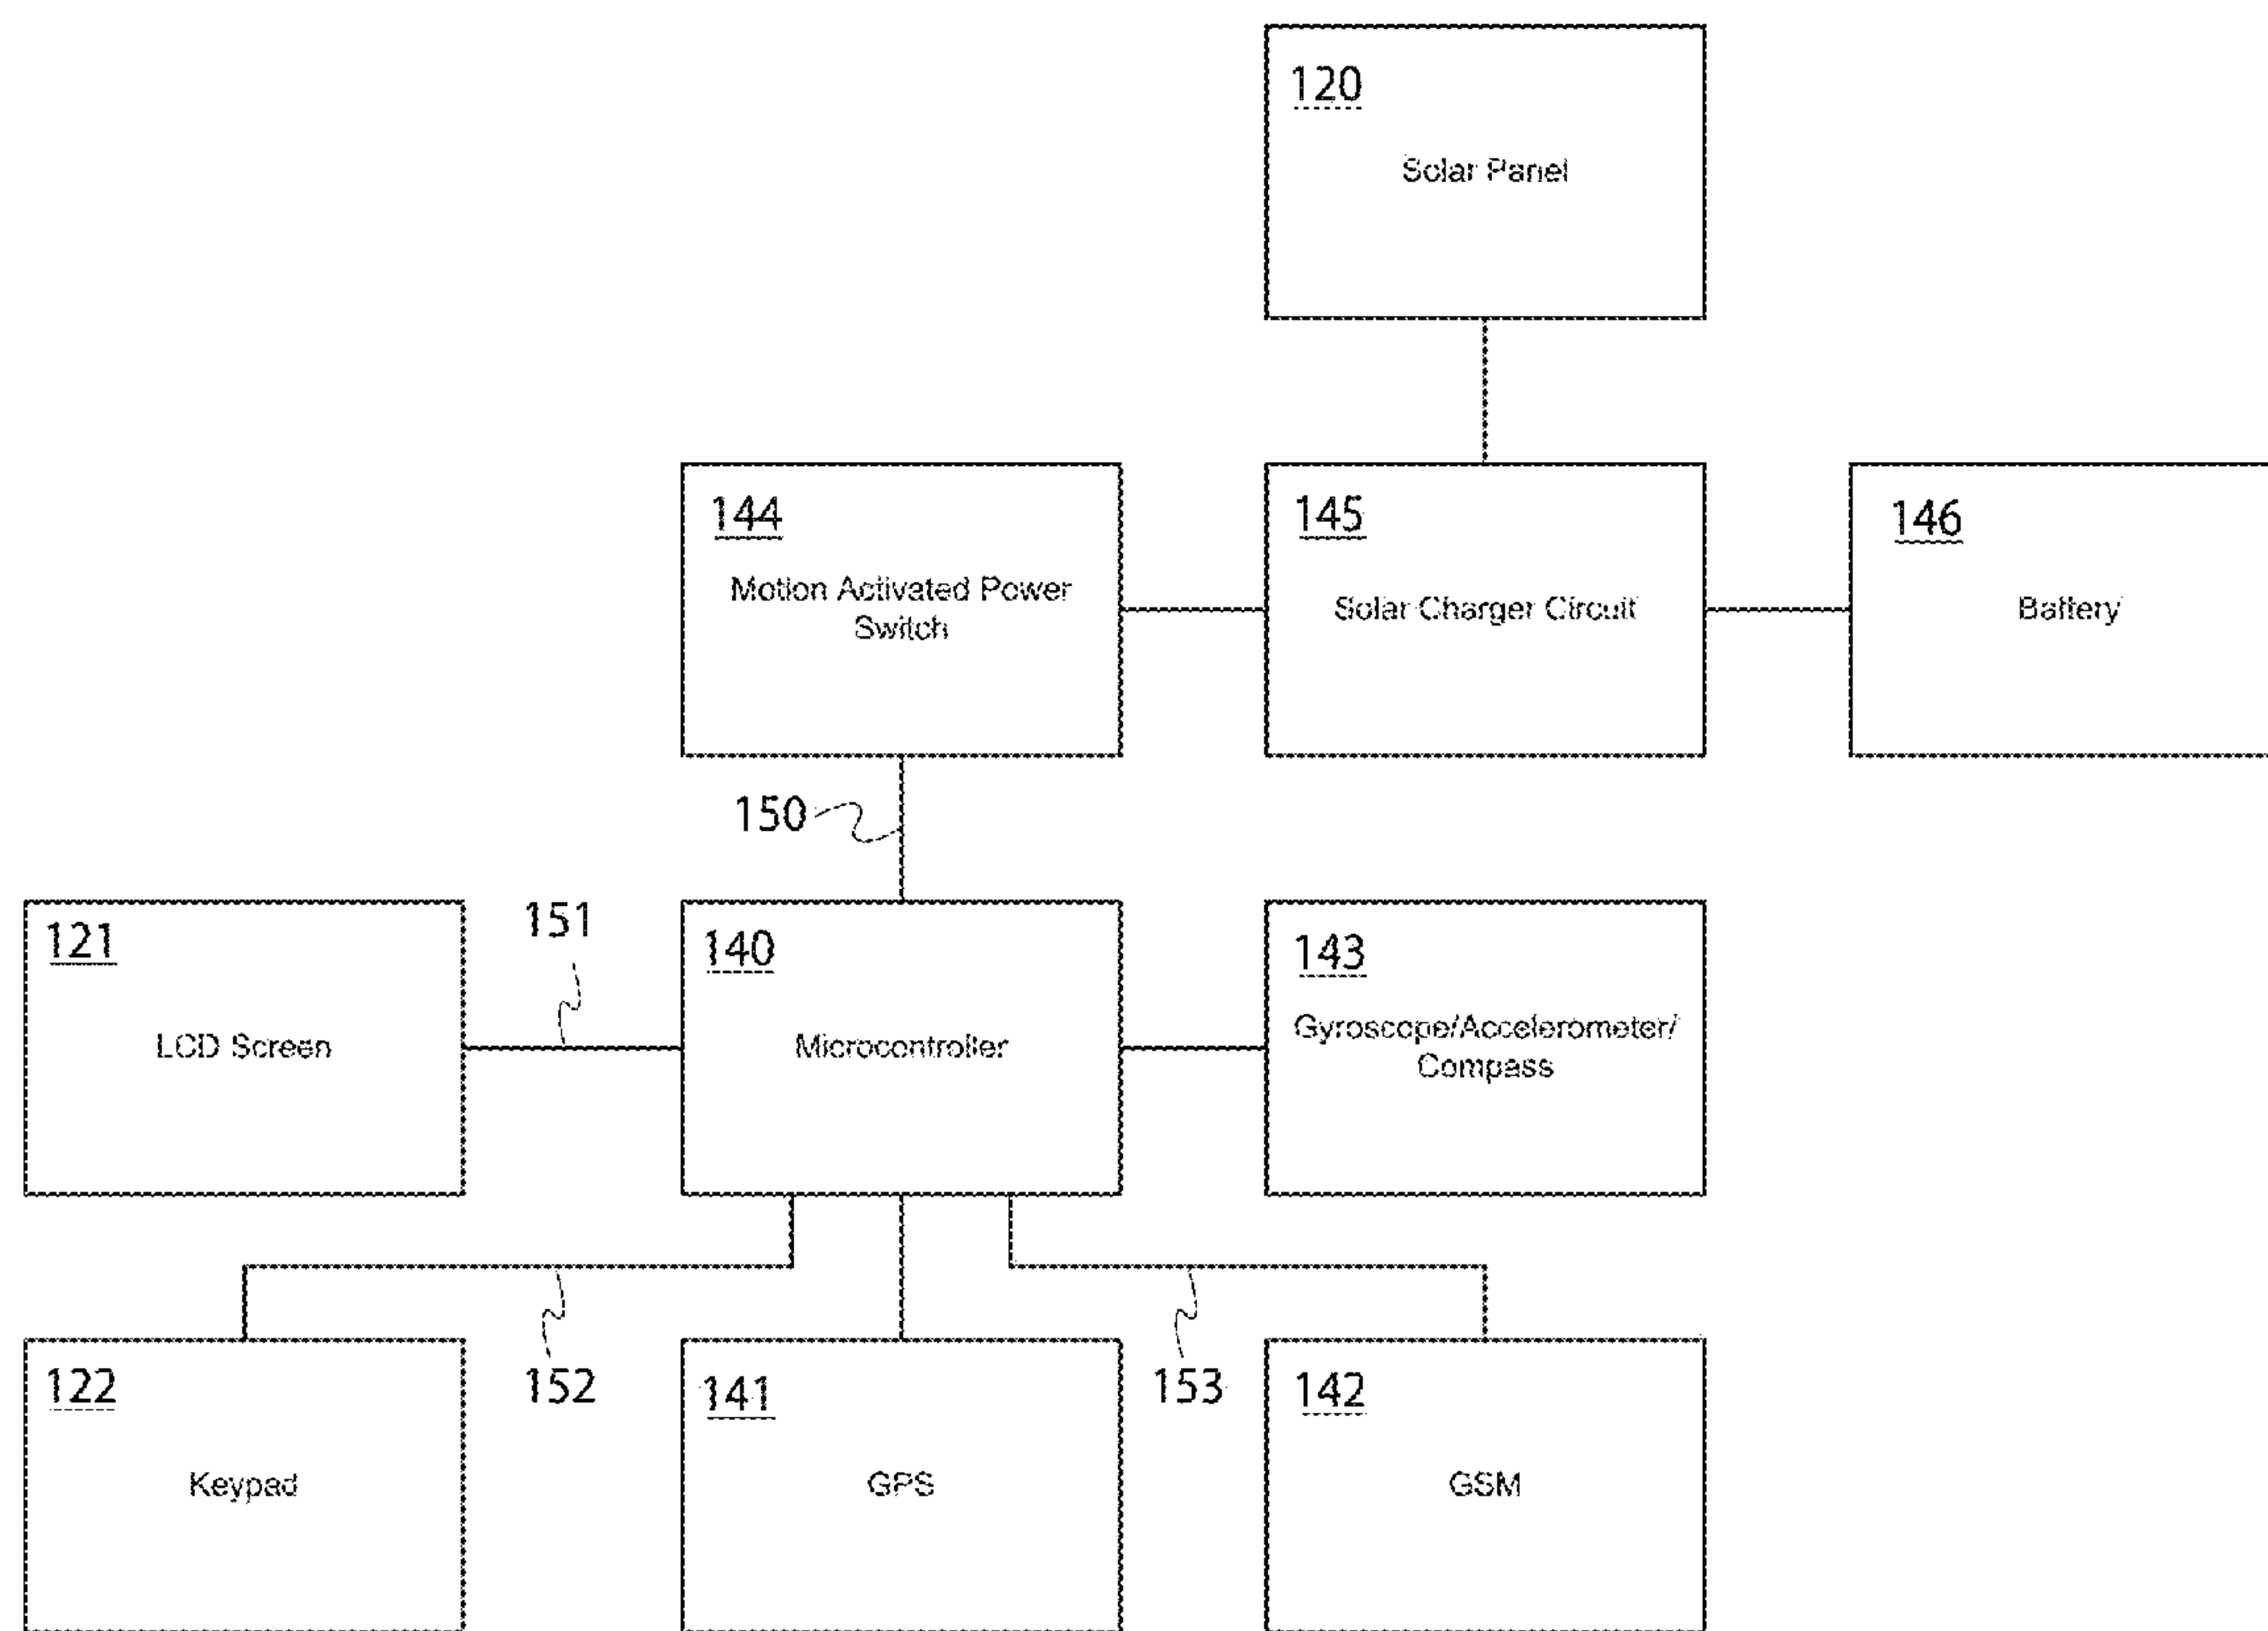 120
Solar Panel
144
Motion Activated Power
Switch
145
Solar Charger Circuit
146
Battery
150
121
LCD Screen
151
140
Microcontroller
143
Gyroscope/Accelerometer/
Compass
122
Keypad
152
141
GPS
153
142
GSM